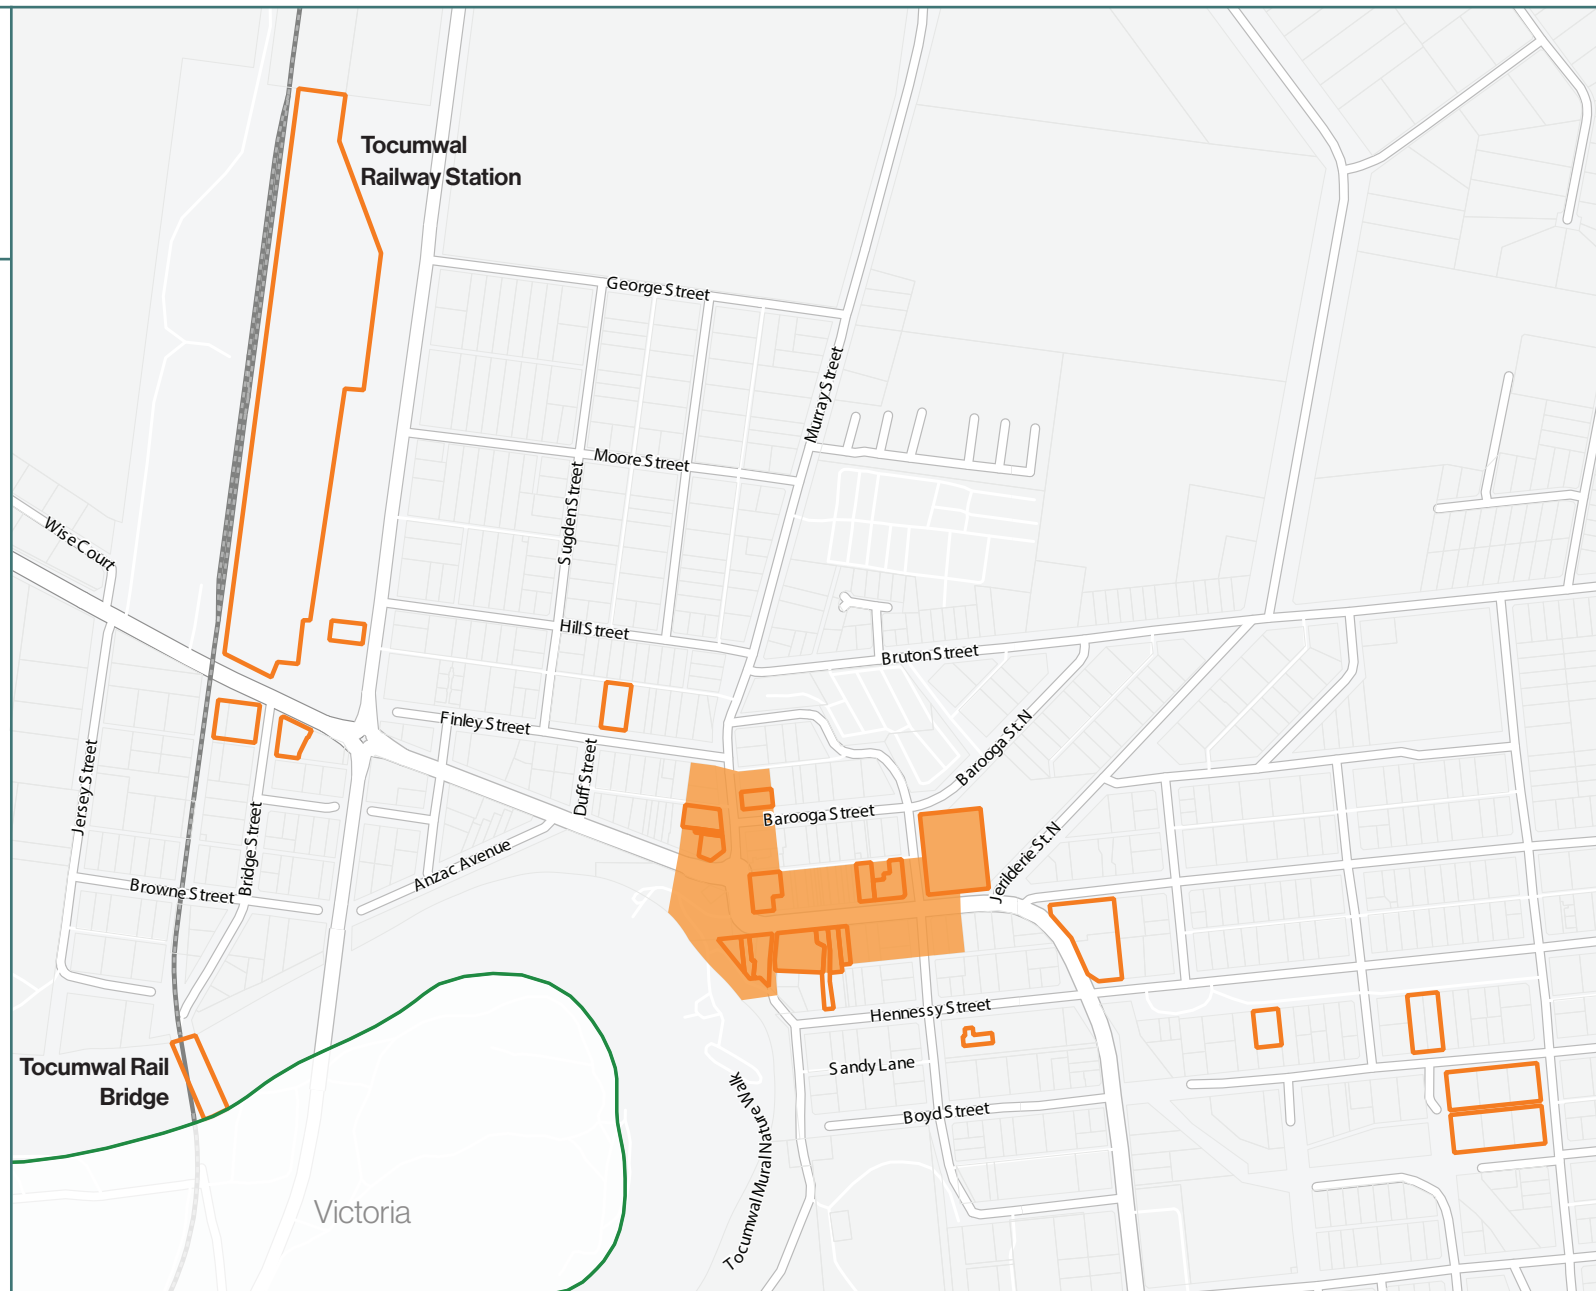 Tocumwal
Railway Station
George Street
Murray Street
Moore Street
Sugden Street
Wise Court
Hill Street
Bruton Street
Finley Street
Barooga St. N
Duff Street
Jersey Street
Barooga Street
Bridge Street
Jerilderie St. N
Anzac Avenue
Browne Street
Hennessy Street
Tocumwal Rail
Bridge
Sandy Lane
Boyd Street
Tocumwal Mural Nature Walk
Victoria